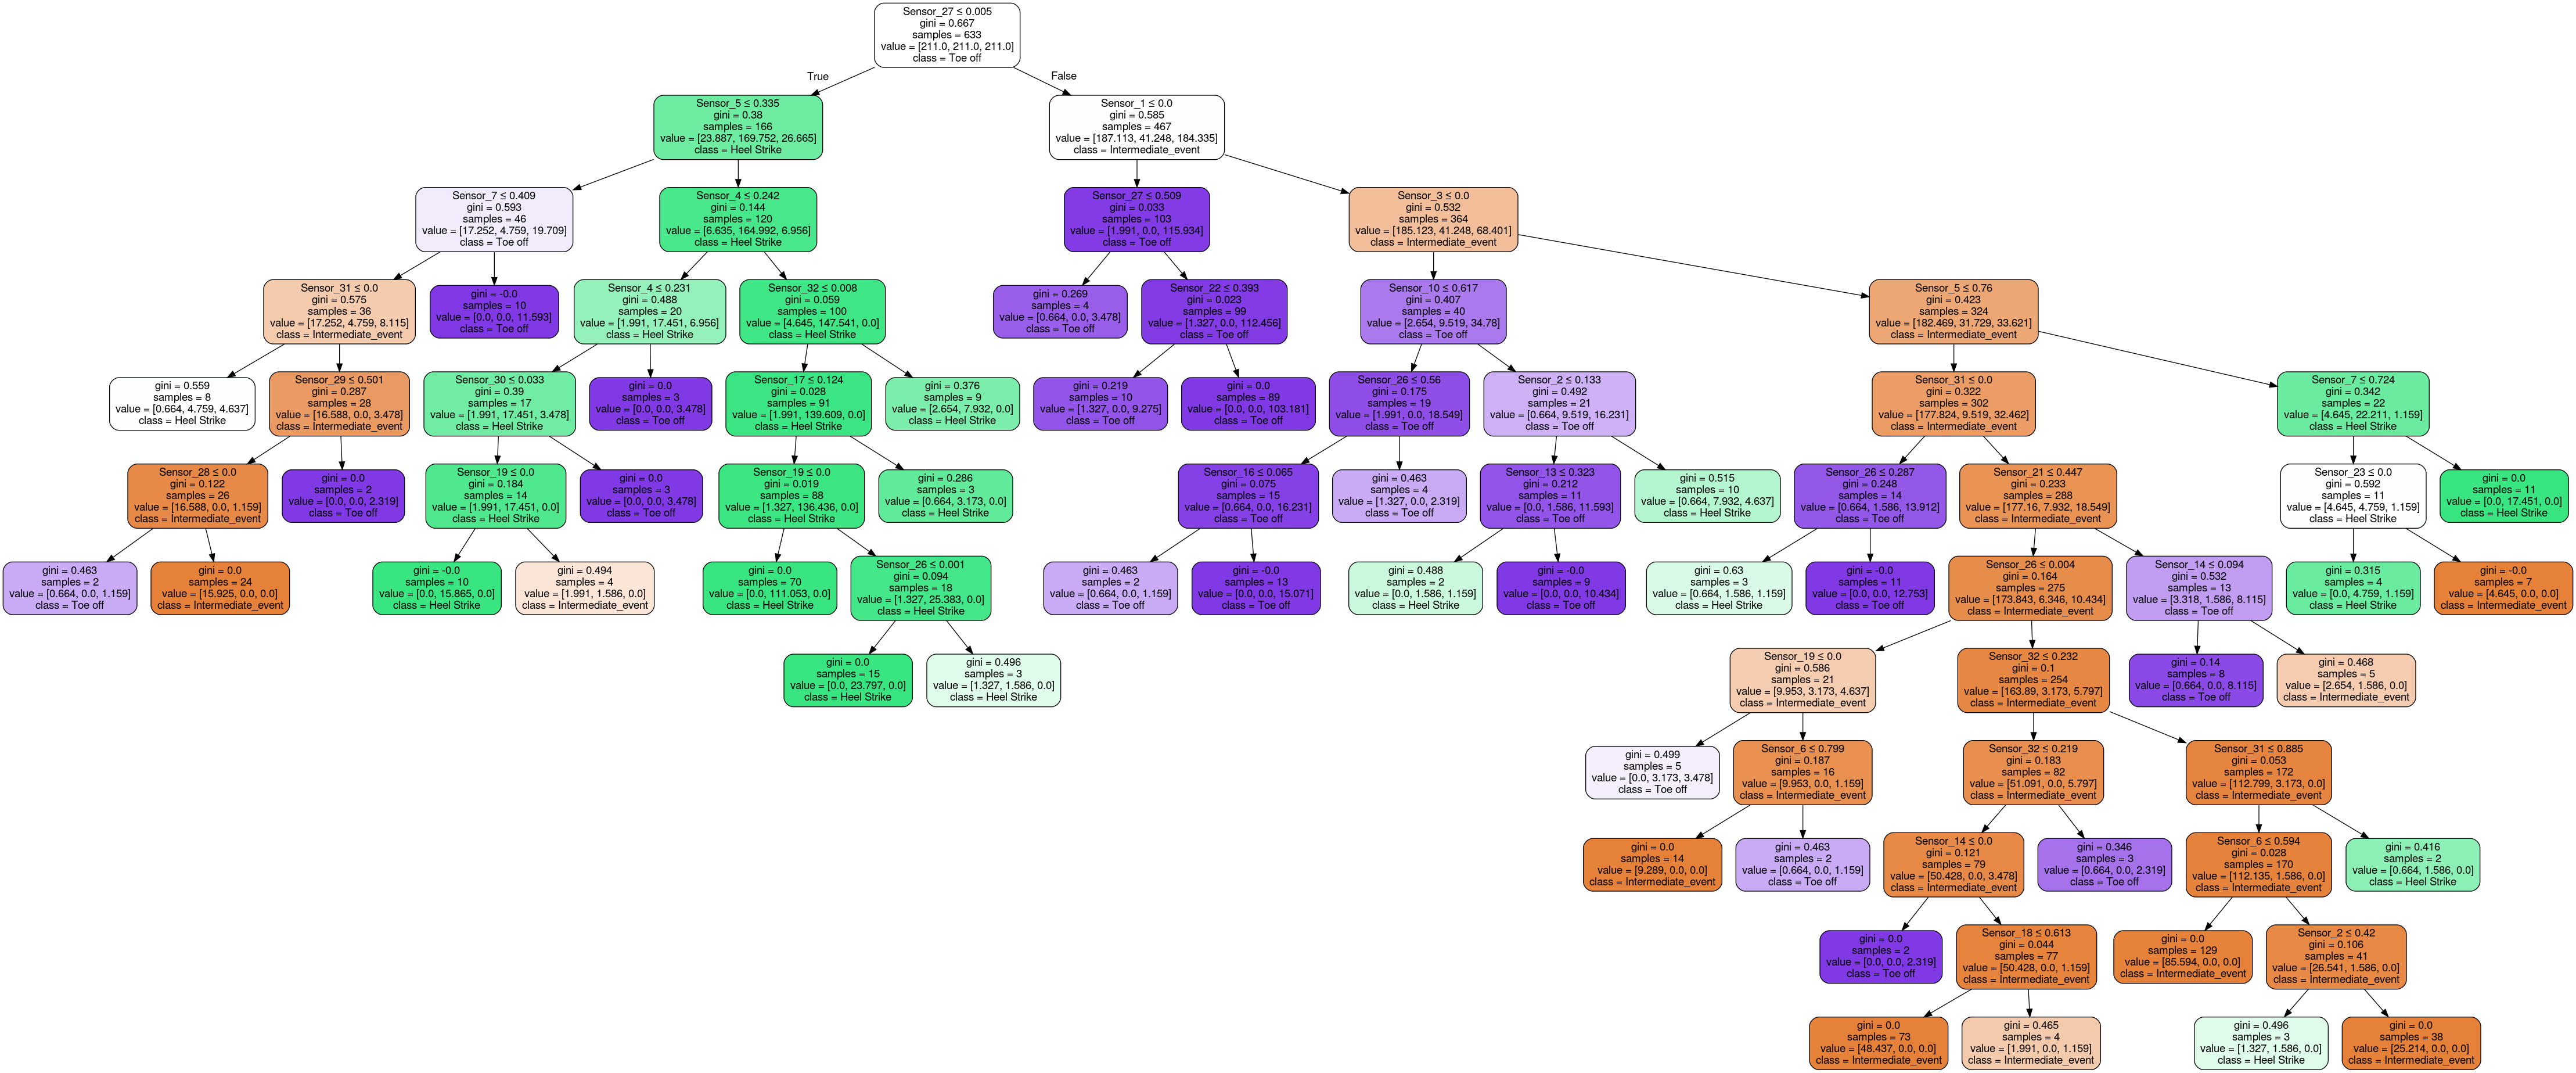 Sensor_27 ≤ 0.005
gini = 0.667
samples = 633
value = [211.0, 211.0, 211.0]
class = Toe off
True
False
Sensor_5 ≤ 0.335
gini = 0.38
samples = 166
value = [23.887, 169.752, 26.665]
class = Heel Strike
Sensor_1 ≤ 0.0
gini = 0.585
samples = 467
value = [187.113, 41.248, 184.335]
class = Intermediate_event
Sensor_7 ≤ 0.409
gini = 0.593
samples = 46
value = [17.252, 4.759, 19.709]
class = Toe off
Sensor_4 ≤ 0.242
gini = 0.144
samples = 120
value = [6.635, 164.992, 6.956]
class = Heel Strike
Sensor_27 ≤ 0.509
gini = 0.033
samples = 103
value = [1.991, 0.0, 115.934]
class = Toe off
Sensor_3 ≤ 0.0
gini = 0.532
samples = 364
value = [185.123, 41.248, 68.401]
class = Intermediate_event
Sensor_31 ≤ 0.0
gini = 0.575
samples = 36
value = [17.252, 4.759, 8.115]
class = Intermediate_event
gini = -0.0
samples = 10
value = [0.0, 0.0, 11.593]
class = Toe off
Sensor_4 ≤ 0.231
gini = 0.488
samples = 20
value = [1.991, 17.451, 6.956]
class = Heel Strike
Sensor_32 ≤ 0.008
gini = 0.059
samples = 100
value = [4.645, 147.541, 0.0]
class = Heel Strike
gini = 0.269
samples = 4
value = [0.664, 0.0, 3.478]
class = Toe off
Sensor_22 ≤ 0.393
gini = 0.023
samples = 99
value = [1.327, 0.0, 112.456]
class = Toe off
Sensor_10 ≤ 0.617
gini = 0.407
samples = 40
value = [2.654, 9.519, 34.78]
class = Toe off
Sensor_5 ≤ 0.76
gini = 0.423
samples = 324
value = [182.469, 31.729, 33.621]
class = Intermediate_event
gini = 0.559
samples = 8
value = [0.664, 4.759, 4.637]
class = Heel Strike
Sensor_29 ≤ 0.501
gini = 0.287
samples = 28
value = [16.588, 0.0, 3.478]
class = Intermediate_event
Sensor_30 ≤ 0.033
gini = 0.39
samples = 17
value = [1.991, 17.451, 3.478]
class = Heel Strike
gini = 0.0
samples = 3
value = [0.0, 0.0, 3.478]
class = Toe off
Sensor_17 ≤ 0.124
gini = 0.028
samples = 91
value = [1.991, 139.609, 0.0]
class = Heel Strike
gini = 0.376
samples = 9
value = [2.654, 7.932, 0.0]
class = Heel Strike
gini = 0.219
samples = 10
value = [1.327, 0.0, 9.275]
class = Toe off
gini = 0.0
samples = 89
value = [0.0, 0.0, 103.181]
class = Toe off
Sensor_26 ≤ 0.56
gini = 0.175
samples = 19
value = [1.991, 0.0, 18.549]
class = Toe off
Sensor_2 ≤ 0.133
gini = 0.492
samples = 21
value = [0.664, 9.519, 16.231]
class = Toe off
Sensor_31 ≤ 0.0
gini = 0.322
samples = 302
value = [177.824, 9.519, 32.462]
class = Intermediate_event
Sensor_7 ≤ 0.724
gini = 0.342
samples = 22
value = [4.645, 22.211, 1.159]
class = Heel Strike
Sensor_28 ≤ 0.0
gini = 0.122
samples = 26
value = [16.588, 0.0, 1.159]
class = Intermediate_event
gini = 0.0
samples = 2
value = [0.0, 0.0, 2.319]
class = Toe off
Sensor_19 ≤ 0.0
gini = 0.184
samples = 14
value = [1.991, 17.451, 0.0]
class = Heel Strike
gini = 0.0
samples = 3
value = [0.0, 0.0, 3.478]
class = Toe off
Sensor_19 ≤ 0.0
gini = 0.019
samples = 88
value = [1.327, 136.436, 0.0]
class = Heel Strike
gini = 0.286
samples = 3
value = [0.664, 3.173, 0.0]
class = Heel Strike
Sensor_16 ≤ 0.065
gini = 0.075
samples = 15
value = [0.664, 0.0, 16.231]
class = Toe off
gini = 0.463
samples = 4
value = [1.327, 0.0, 2.319]
class = Toe off
Sensor_13 ≤ 0.323
gini = 0.212
samples = 11
value = [0.0, 1.586, 11.593]
class = Toe off
gini = 0.515
samples = 10
value = [0.664, 7.932, 4.637]
class = Heel Strike
Sensor_26 ≤ 0.287
gini = 0.248
samples = 14
value = [0.664, 1.586, 13.912]
class = Toe off
Sensor_21 ≤ 0.447
gini = 0.233
samples = 288
value = [177.16, 7.932, 18.549]
class = Intermediate_event
Sensor_23 ≤ 0.0
gini = 0.592
samples = 11
value = [4.645, 4.759, 1.159]
class = Heel Strike
gini = 0.0
samples = 11
value = [0.0, 17.451, 0.0]
class = Heel Strike
gini = 0.463
samples = 2
value = [0.664, 0.0, 1.159]
class = Toe off
gini = 0.0
samples = 24
value = [15.925, 0.0, 0.0]
class = Intermediate_event
gini = -0.0
samples = 10
value = [0.0, 15.865, 0.0]
class = Heel Strike
gini = 0.494
samples = 4
value = [1.991, 1.586, 0.0]
class = Intermediate_event
gini = 0.0
samples = 70
value = [0.0, 111.053, 0.0]
class = Heel Strike
Sensor_26 ≤ 0.001
gini = 0.094
samples = 18
value = [1.327, 25.383, 0.0]
class = Heel Strike
gini = 0.463
samples = 2
value = [0.664, 0.0, 1.159]
class = Toe off
gini = -0.0
samples = 13
value = [0.0, 0.0, 15.071]
class = Toe off
gini = 0.488
samples = 2
value = [0.0, 1.586, 1.159]
class = Heel Strike
gini = -0.0
samples = 9
value = [0.0, 0.0, 10.434]
class = Toe off
gini = 0.63
samples = 3
value = [0.664, 1.586, 1.159]
class = Heel Strike
gini = -0.0
samples = 11
value = [0.0, 0.0, 12.753]
class = Toe off
Sensor_26 ≤ 0.004
gini = 0.164
samples = 275
value = [173.843, 6.346, 10.434]
class = Intermediate_event
Sensor_14 ≤ 0.094
gini = 0.532
samples = 13
value = [3.318, 1.586, 8.115]
class = Toe off
gini = 0.315
samples = 4
value = [0.0, 4.759, 1.159]
class = Heel Strike
gini = -0.0
samples = 7
value = [4.645, 0.0, 0.0]
class = Intermediate_event
gini = 0.0
samples = 15
value = [0.0, 23.797, 0.0]
class = Heel Strike
gini = 0.496
samples = 3
value = [1.327, 1.586, 0.0]
class = Heel Strike
Sensor_19 ≤ 0.0
gini = 0.586
samples = 21
value = [9.953, 3.173, 4.637]
class = Intermediate_event
Sensor_32 ≤ 0.232
gini = 0.1
samples = 254
value = [163.89, 3.173, 5.797]
class = Intermediate_event
gini = 0.14
samples = 8
value = [0.664, 0.0, 8.115]
class = Toe off
gini = 0.468
samples = 5
value = [2.654, 1.586, 0.0]
class = Intermediate_event
gini = 0.499
samples = 5
value = [0.0, 3.173, 3.478]
class = Toe off
Sensor_6 ≤ 0.799
gini = 0.187
samples = 16
value = [9.953, 0.0, 1.159]
class = Intermediate_event
Sensor_32 ≤ 0.219
gini = 0.183
samples = 82
value = [51.091, 0.0, 5.797]
class = Intermediate_event
Sensor_31 ≤ 0.885
gini = 0.053
samples = 172
value = [112.799, 3.173, 0.0]
class = Intermediate_event
gini = 0.0
samples = 14
value = [9.289, 0.0, 0.0]
class = Intermediate_event
gini = 0.463
samples = 2
value = [0.664, 0.0, 1.159]
class = Toe off
Sensor_14 ≤ 0.0
gini = 0.121
samples = 79
value = [50.428, 0.0, 3.478]
class = Intermediate_event
gini = 0.346
samples = 3
value = [0.664, 0.0, 2.319]
class = Toe off
Sensor_6 ≤ 0.594
gini = 0.028
samples = 170
value = [112.135, 1.586, 0.0]
class = Intermediate_event
gini = 0.416
samples = 2
value = [0.664, 1.586, 0.0]
class = Heel Strike
gini = 0.0
samples = 2
value = [0.0, 0.0, 2.319]
class = Toe off
Sensor_18 ≤ 0.613
gini = 0.044
samples = 77
value = [50.428, 0.0, 1.159]
class = Intermediate_event
gini = 0.0
samples = 129
value = [85.594, 0.0, 0.0]
class = Intermediate_event
Sensor_2 ≤ 0.42
gini = 0.106
samples = 41
value = [26.541, 1.586, 0.0]
class = Intermediate_event
gini = 0.0
samples = 73
value = [48.437, 0.0, 0.0]
class = Intermediate_event
gini = 0.465
samples = 4
value = [1.991, 0.0, 1.159]
class = Intermediate_event
gini = 0.496
samples = 3
value = [1.327, 1.586, 0.0]
class = Heel Strike
gini = 0.0
samples = 38
value = [25.214, 0.0, 0.0]
class = Intermediate_event